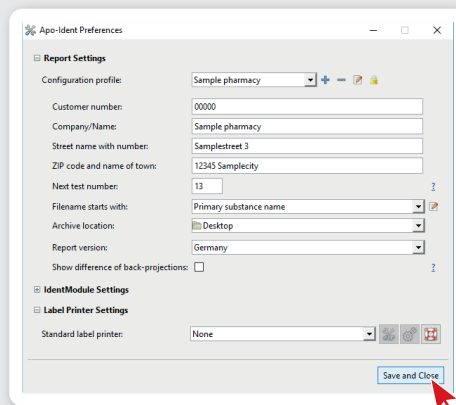 Apo-Ident Preferences
Report Settings
Configuration profile: Sample pharmacy
Customer number: 00000
Company/Name: Sample pharmacy
Street name with number: Samplestreet 3
ZIP code and name of town: 12345 Samplecity
Next test number: 13 ?
Filename starts with: Primary substance name
Archive location: Desktop
Report version: Germany
Show difference of back-projections: ?
IdentModule Settings
Label Printer Settings
Standard label printer: None
Save and Close